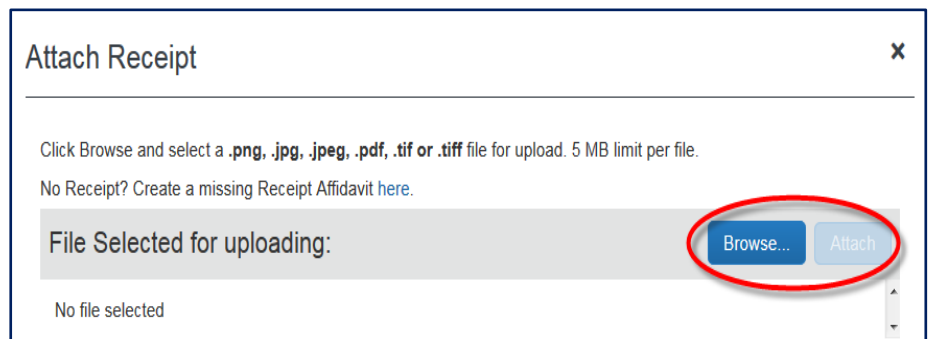 Attach Receipt ×
Click Browse and select a .png, .jpg, .jpeg, .pdf, .tif or .tiff file for upload. 5 MB limit per file.
No Receipt? Create a missing Receipt Affidavit here.
File Selected for uploading: Browse... Attach
No file selected